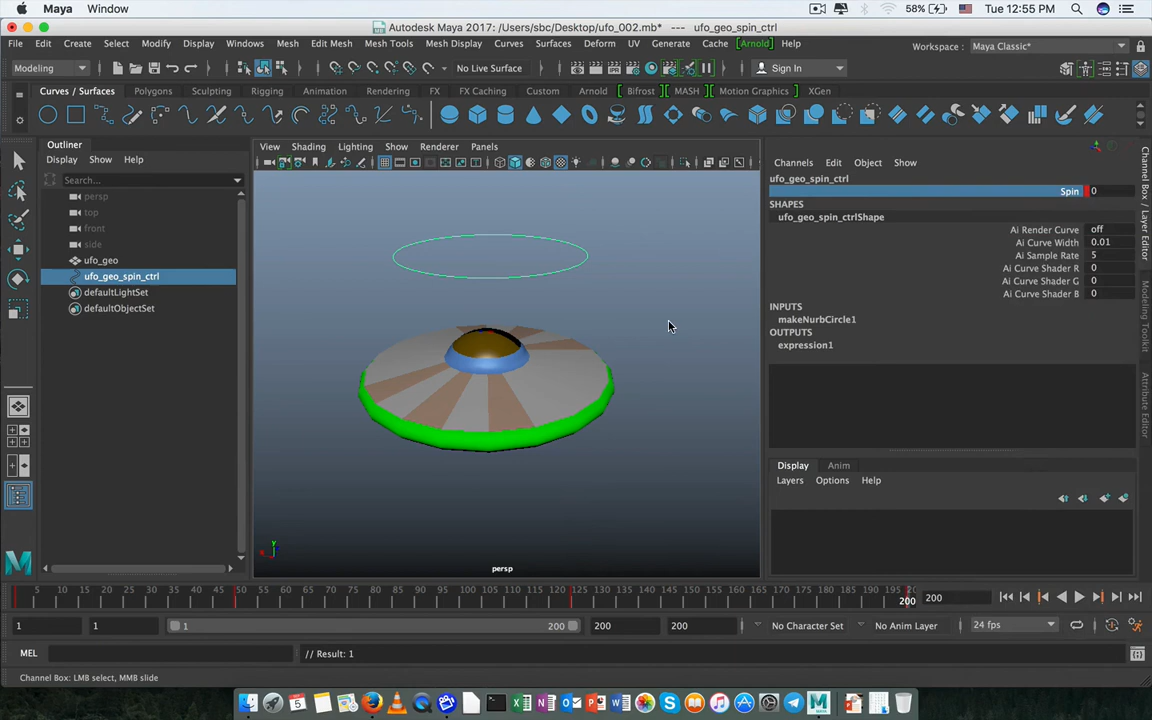 Maya Window 58% Tue 12:55 PM
Autodesk Maya 2017: /Users/sbc/Desktop/ufo_002.mb* --- ufo_geo_spin_ctrl
File Edit Create Select Modify Display Windows Mesh Edit Mesh Mesh Tools Mesh Display Curves Surfaces Deform UV Generate Cache [Arnold] Help Workspace : Maya Classic*
Modeling No Live Surface Sign In
Curves / Surfaces Polygons Sculpting Rigging Animation Rendering FX FX Caching Custom Arnold Bifrost MASH Motion Graphics XGen
Outliner
Display Show Help
Search...
persp
top
front
side
ufo_geo
ufo_geo_spin_ctrl
defaultLightSet
defaultObjectSet
View Shading Lighting Show Renderer Panels
Y
persp
Channels Edit Object Show
ufo_geo_spin_ctrl
Spin 0
SHAPES
ufo_geo_spin_ctrlShape
Ai Render Curve off
Ai Curve Width 0.01
Ai Sample Rate 5
Ai Curve Shader R 0
Ai Curve Shader G 0
Ai Curve Shader B 0
INPUTS
makeNurbCircle1
OUTPUTS
expression1
Display Anim
Layers Options Help
Channel Box / Layer Editor
Modeling Toolkit
Attribute Editor
5 10 15 20 25 30 35 40 45 50 55 60 65 70 75 80 85 90 95 100 105 110 115 120 125 130 135 140 145 150 155 160 165 170 175 180 185 190 195 200 200
1 1 1 200 200 200 No Character Set No Anim Layer 24 fps
MEL // Result: 1
Channel Box: LMB select, MMB slide